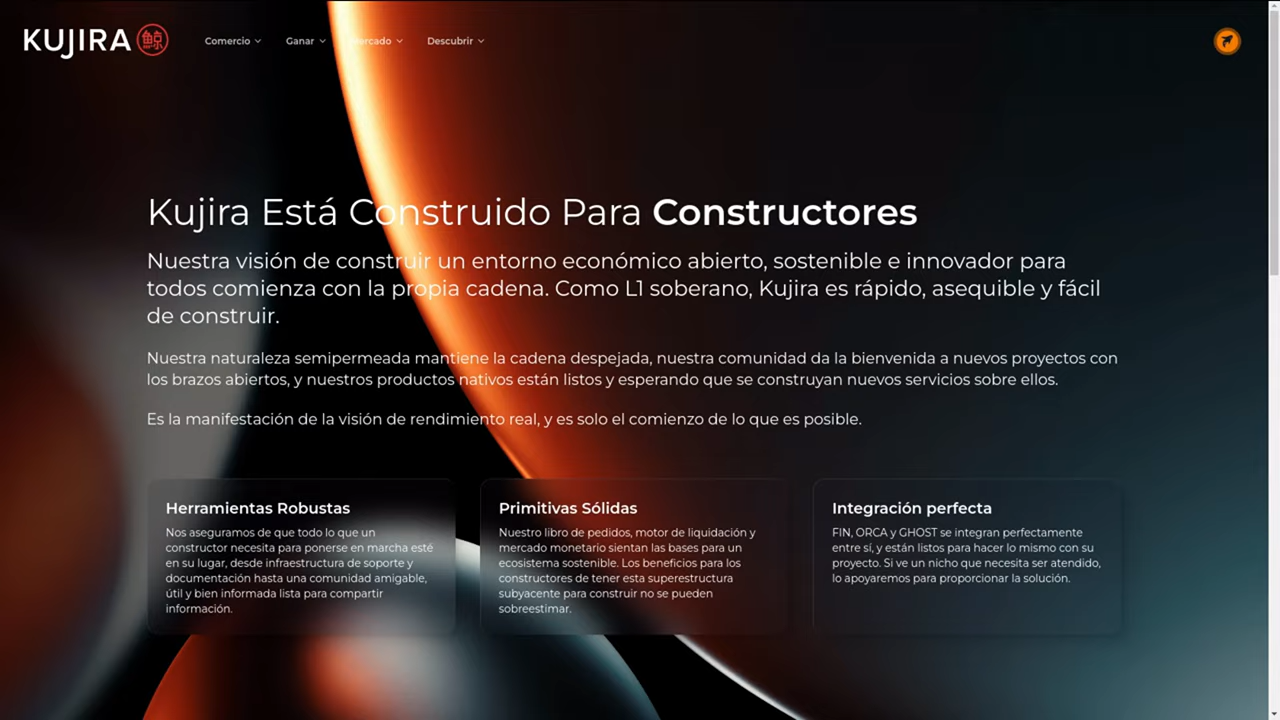 KUJIRA 鯨
Comercio
Ganar
Mercado
Descubrir
Kujira Está Construido Para Constructores
Nuestra visión de construir un entorno económico abierto, sostenible e innovador para
todos comienza con la propia cadena. Como L1 soberano, Kujira es rápido, asequible y fácil
de construir.
Nuestra naturaleza semipermeada mantiene la cadena despejada, nuestra comunidad da la bienvenida a nuevos proyectos con
los brazos abiertos, y nuestros productos nativos están listos y esperando que se construyan nuevos servicios sobre ellos.
Es la manifestación de la visión de rendimiento real, y es solo el comienzo de lo que es posible.
Herramientas Robustas
Nos aseguramos de que todo lo que un
constructor necesita para ponerse en marcha esté
en su lugar, desde infraestructura de soporte y
documentación hasta una comunidad amigable,
útil y bien informada lista para compartir
información.
Primitivas Sólidas
Nuestro libro de pedidos, motor de liquidación y
mercado monetario sientan las bases para un
ecosistema sostenible. Los beneficios para los
constructores de tener esta superestructura
subyacente para construir no se pueden
sobreestimar.
Integración perfecta
FIN, ORCA y GHOST se integran perfectamente
entre sí, y están listos para hacer lo mismo con su
proyecto. Si ve un nicho que necesita ser atendido,
lo apoyaremos para proporcionar la solución.